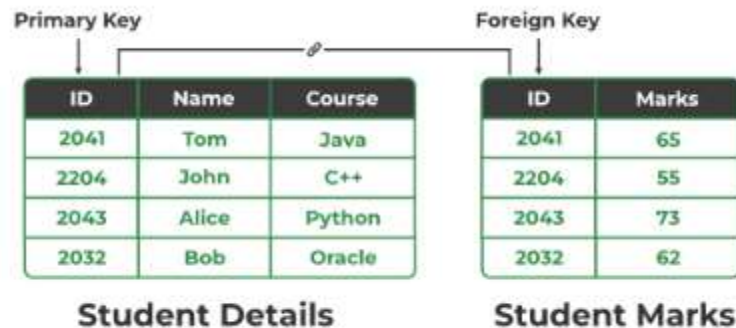 Primary Key
Foreign Key
ID Name Course
2041 Tom Java
2204 John C++
2043 Alice Python
2032 Bob Oracle
Student Details
ID Marks
2041 65
2204 55
2043 73
2032 62
Student Marks